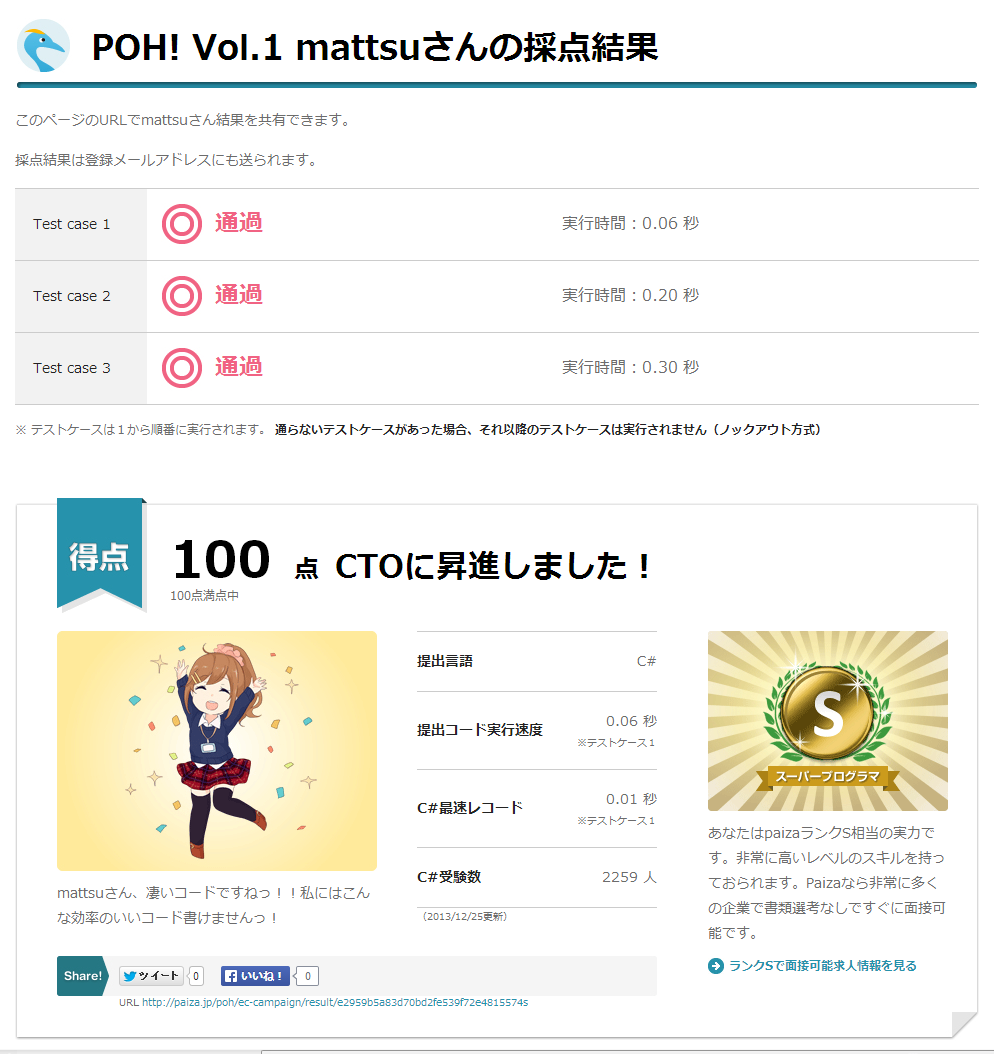 POH! Vol.1 mattsuさんの採点結果
このページのURLでmattsuさん結果を共有できます。
採点結果は登録メールアドレスにも送られます。
Test case 1 通過 実行時間：0.06 秒
Test case 2 通過 実行時間：0.20 秒
Test case 3 通過 実行時間：0.30 秒
※ テストケースは１から順番に実行されます。 通らないテストケースがあった場合、それ以降のテストケースは実行されません（ノックアウト方式）
得点
100 点 CTOに昇進しました！
100点満点中
mattsuさん、凄いコードですねっ！！私にはこん
な効率のいいコード書けませんっ！
提出言語 C#
提出コード実行速度 0.06 秒
※テストケース１
C#最速レコード 0.01 秒
※テストケース１
C#受験数 2259 人
（2013/12/25更新）
S
スーパープログラマ
あなたはpaizaランクS相当の実力で
す。非常に高いレベルのスキルを持っ
ておられます。Paizaなら非常に多く
の企業で書類選考なしですぐに面接可
能です。
ランクSで面接可能求人情報を見る
Share! ツイート 0 いいね！ 0
URL http://paiza.jp/poh/ec-campaign/result/e2959b5a83d70bd2fe539f72e4815574s